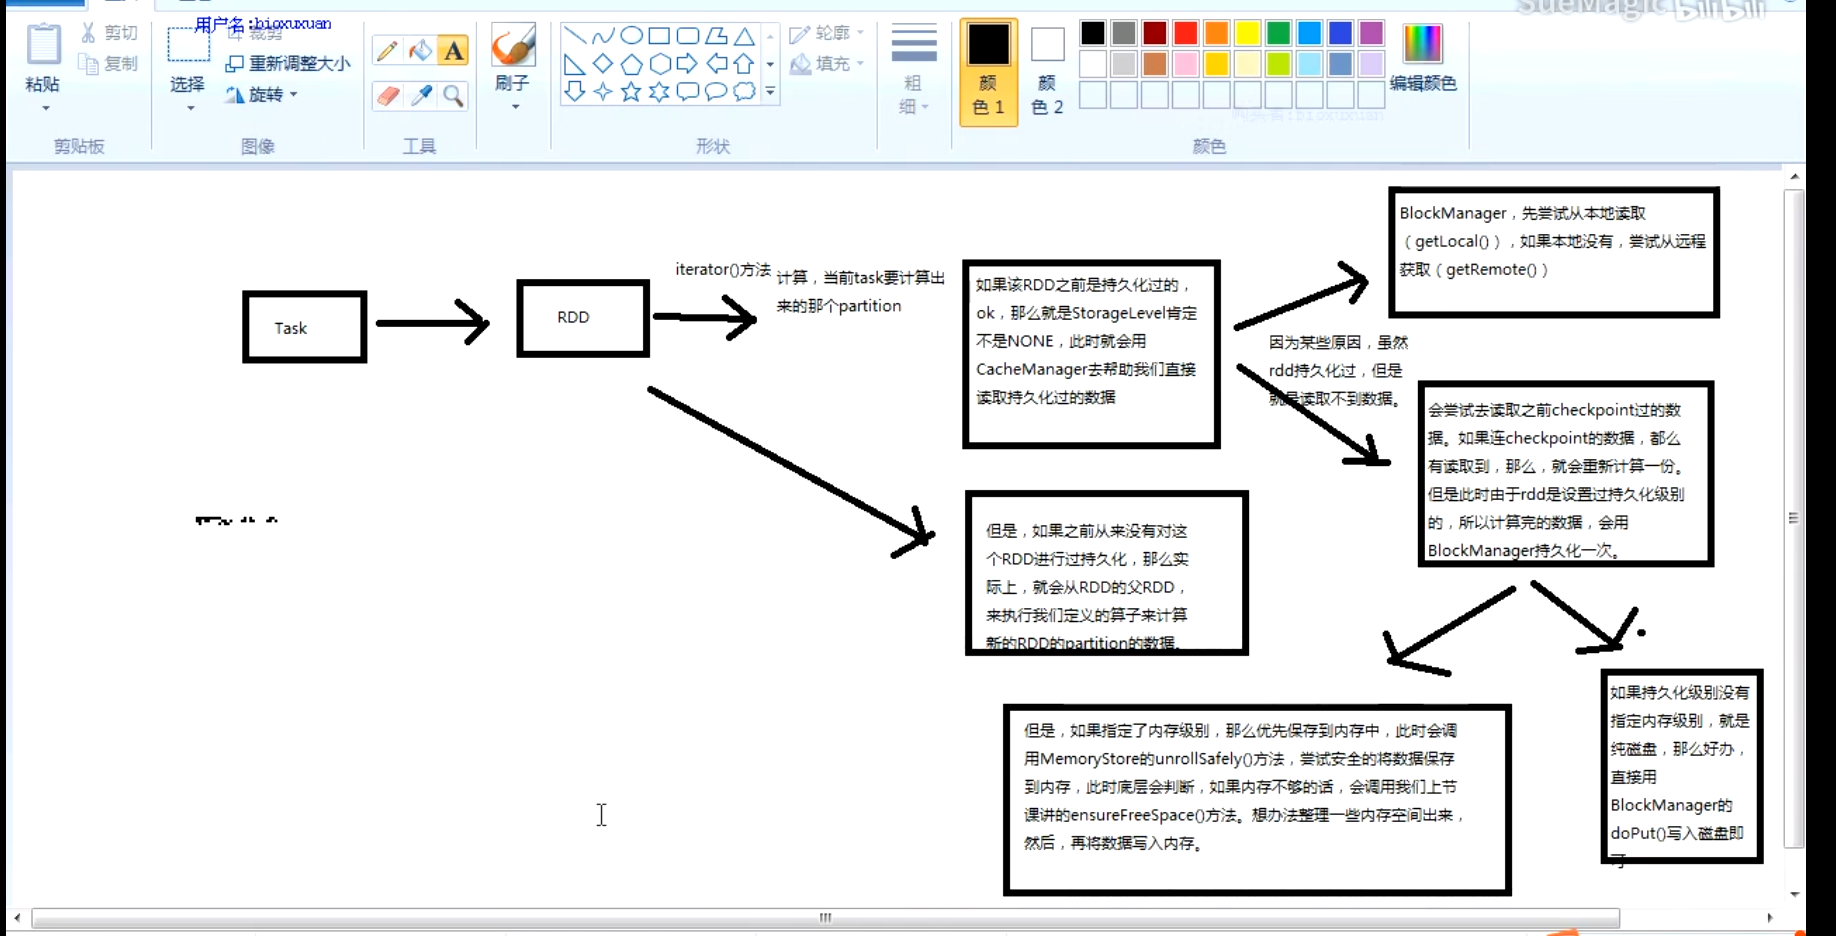 SueMagic bilibili
用户名:bioxuxuan
粘贴
剪切
复制
剪贴板
选择
裁剪
重新调整大小
旋转
图像
工具
刷子
轮廓
填充
形状
粗细
颜色 1
颜色 2
编辑颜色
颜色
Task
RDD
iterator()方法
计算，当前task要计算出
来的那个partition
如果该RDD之前是持久化过的，
ok，那么就是StorageLevel肯定
不是NONE，此时就会用
CacheManager去帮助我们直接
读取持久化过的数据
BlockManager，先尝试从本地读取
（getLocal()），如果本地没有，尝试从远程
获取（getRemote()）
因为某些原因，虽然
rdd持久化过，但是
就是读取不到数据。
会尝试去读取之前checkpoint过的数
据。如果连checkpoint的数据，都么
有读取到，那么，就会重新计算一份。
但是此时由于rdd是设置过持久化级别
的，所以计算完的数据，会用
BlockManager持久化一次。
但是，如果之前从来没有对这
个RDD进行过持久化，那么实
际上，就会从RDD的父RDD，
来执行我们定义的算子来计算
新的RDD的partition的数据。
但是，如果指定了内存级别，那么优先保存到内存中，此时会调
用MemoryStore的unrollSafely()方法，尝试安全的将数据保存
到内存，此时底层会判断，如果内存不够的话，会调用我们上节
课讲的ensureFreeSpace()方法。想办法整理一些内存空间出来，
然后，再将数据写入内存。
如果持久化级别没有
指定内存级别，就是
纯磁盘，那么好办，
直接用
BlockManager的
doPut()写入磁盘即
可